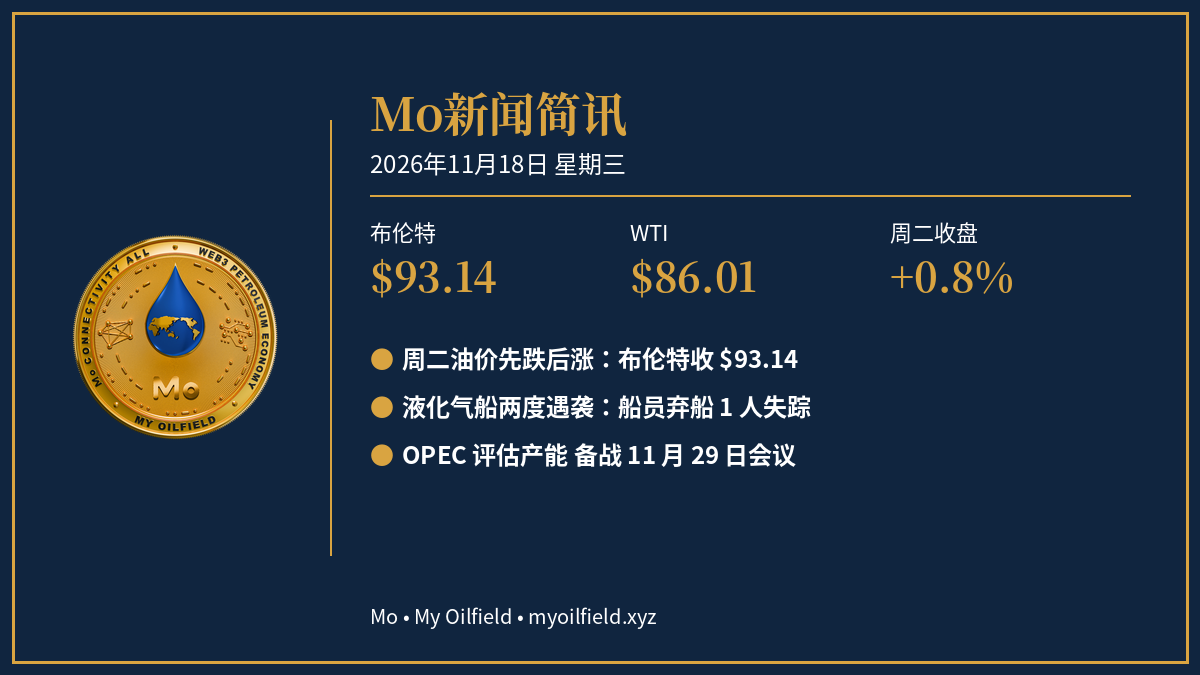 Mo新闻简讯
2026年11月18日 星期三
布伦特
$93.14
WTI
$86.01
周二收盘
+0.8%
周二油价先跌后涨：布伦特收 $93.14
液化气船两度遇袭：船员弃船 1 人失踪
OPEC 评估产能 备战 11 月 29 日会议
Mo CONNECTIVITY ALL
WEB3 PETROLEUM ECONOMY
Mo
MY OILFIELD
Mo • My Oilfield • myoilfield.xyz